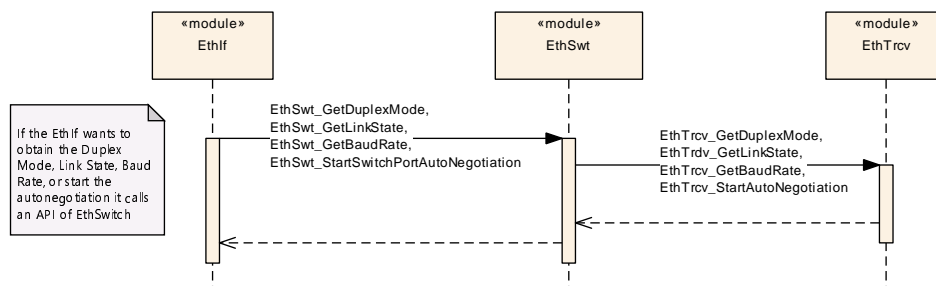 «module»
EthIf
«module»
EthSwt
«module»
EthTrcv
If the EthIf wants to
obtain the Duplex
Mode, Link State, Baud
Rate, or start the
autonegotiation it calls
an API of EthSwitch
EthSwt_GetDuplexMode,
EthSwt_GetLinkState,
EthSwt_GetBaudRate,
EthSwt_StartSwitchPortAutoNegotiation
EthTrcv_GetDuplexMode,
EthTrdv_GetLinkState,
EthTrcv_GetBaudRate,
EthTrcv_StartAutoNegotiation